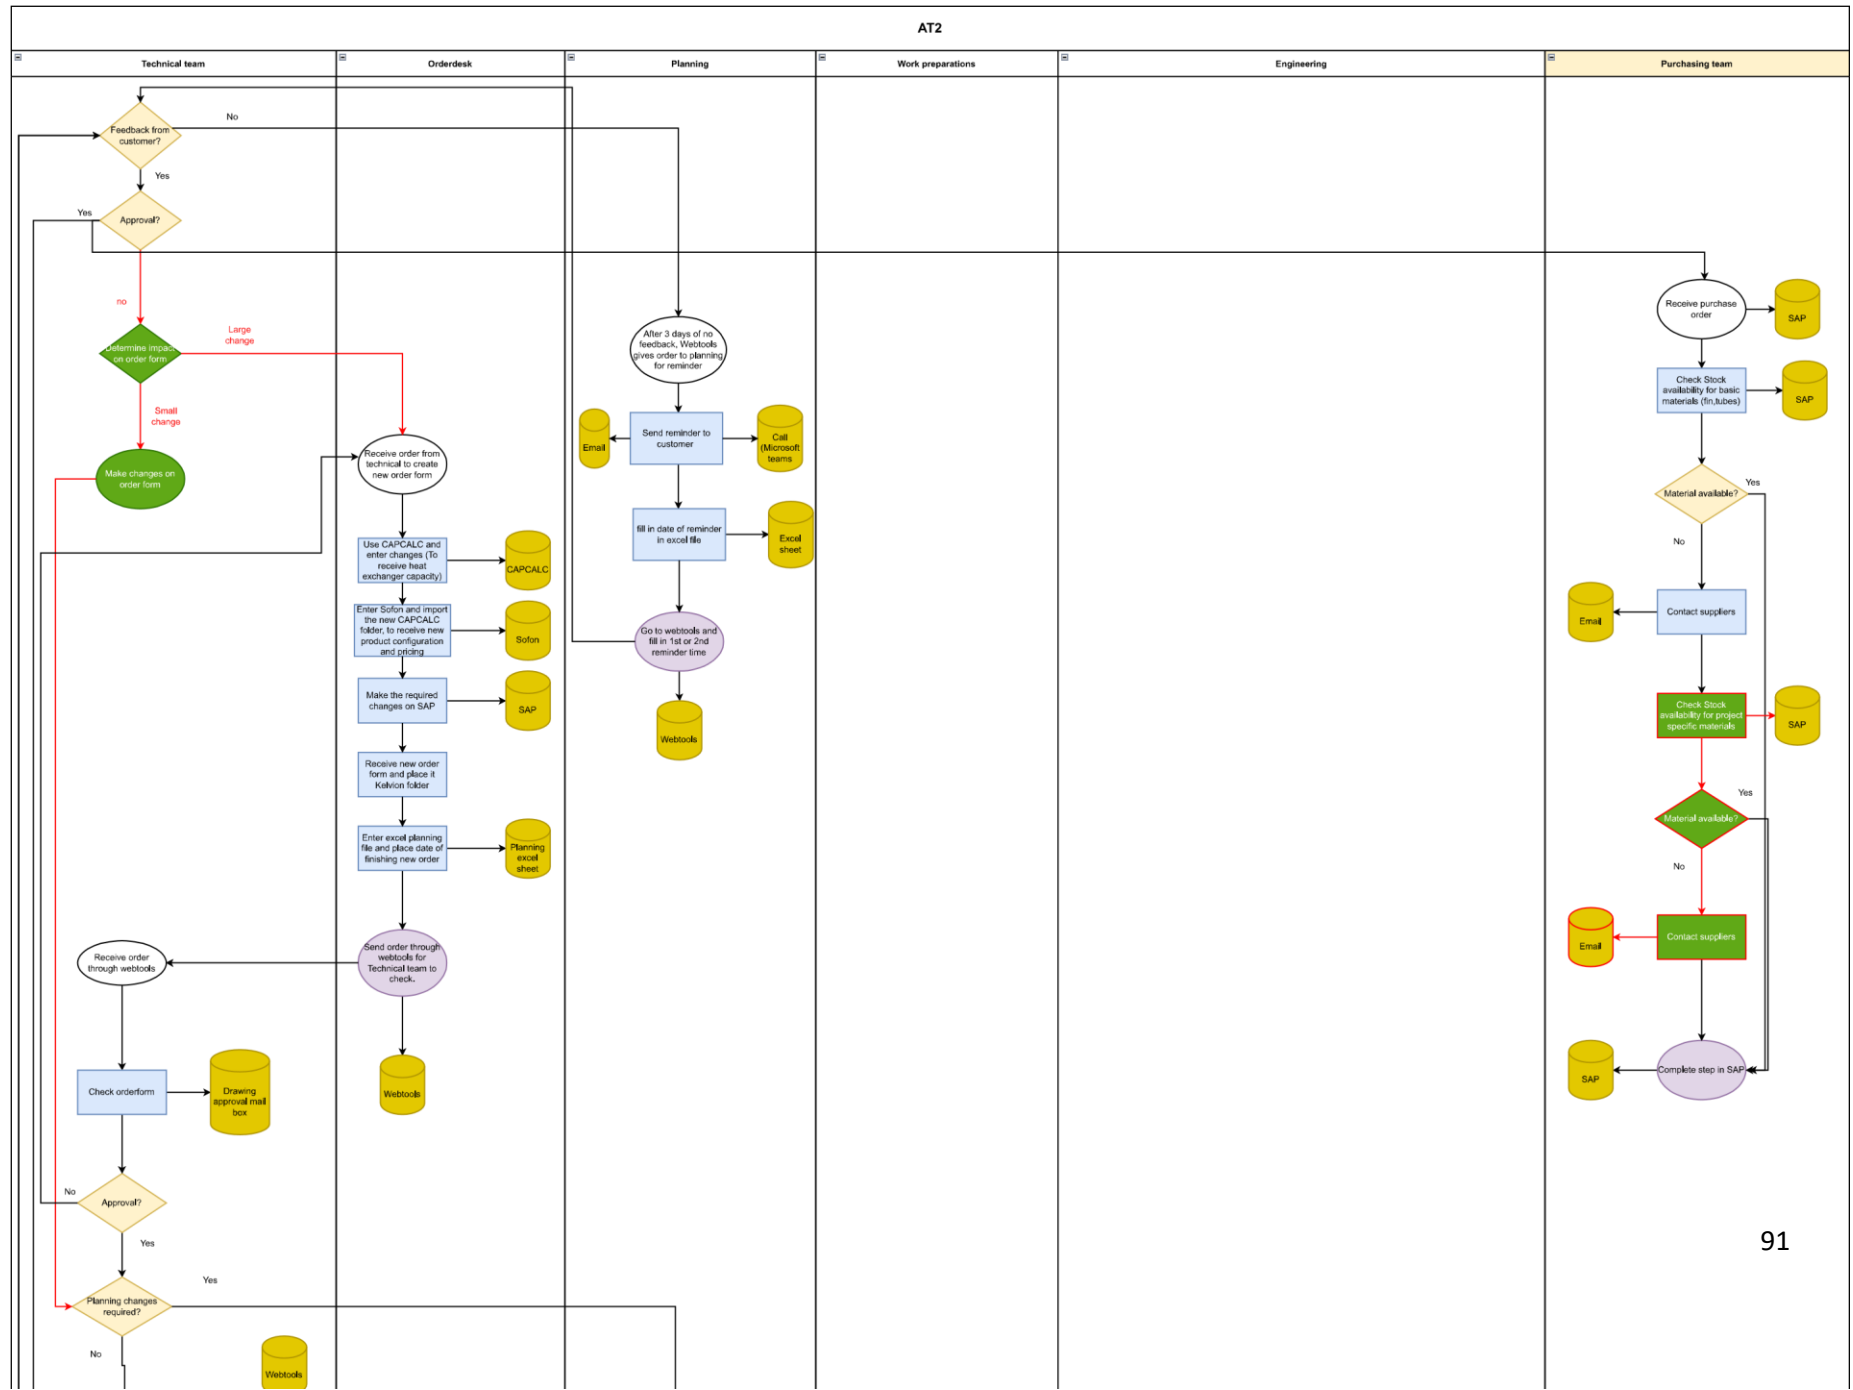 AT2
Technical team
Orderdesk
Planning
Work preparations
Engineering
Purchasing team
Feedback from
customer?
No
Yes
Approval?
Yes
no
Determine impact
on order form
Large
change
Small
change
Make changes on
order form
Receive order
through webtools
Check orderform
Drawing
approval mail
box
Approval?
No
Yes
Planning changes
required?
Yes
No
Webtools
Receive order from
technical to create
new order form
Use CAPCALC and
enter changes (To
receive heat
exchanger capacity)
CAPCALC
Enter Sofon and import
the new CAPCALC
folder, to receive new
product configuration
and pricing
Sofon
Make the required
changes on SAP
SAP
Receive new order
form and place it
Kelvion folder
Enter excel planning
file and place date of
finishing new order
Planning
excel
sheet
Send order through
webtools for
Technical team to
check.
Webtools
After 3 days of no
feedback, Webtools
gives order to planning
for reminder
Send reminder to
customer
Email
Call
(Microsoft
teams
fill in date of reminder
in excel file
Excel
sheet
Go to webtools and
fill in 1st or 2nd
reminder time
Webtools
Receive purchase
order
SAP
Check Stock
availability for basic
materials (fin,tubes)
SAP
Material available?
Yes
No
Contact suppliers
Email
Check Stock
availability for project
specific materials
SAP
Material available?
Yes
No
Contact suppliers
Email
Complete step in SAP
SAP
91